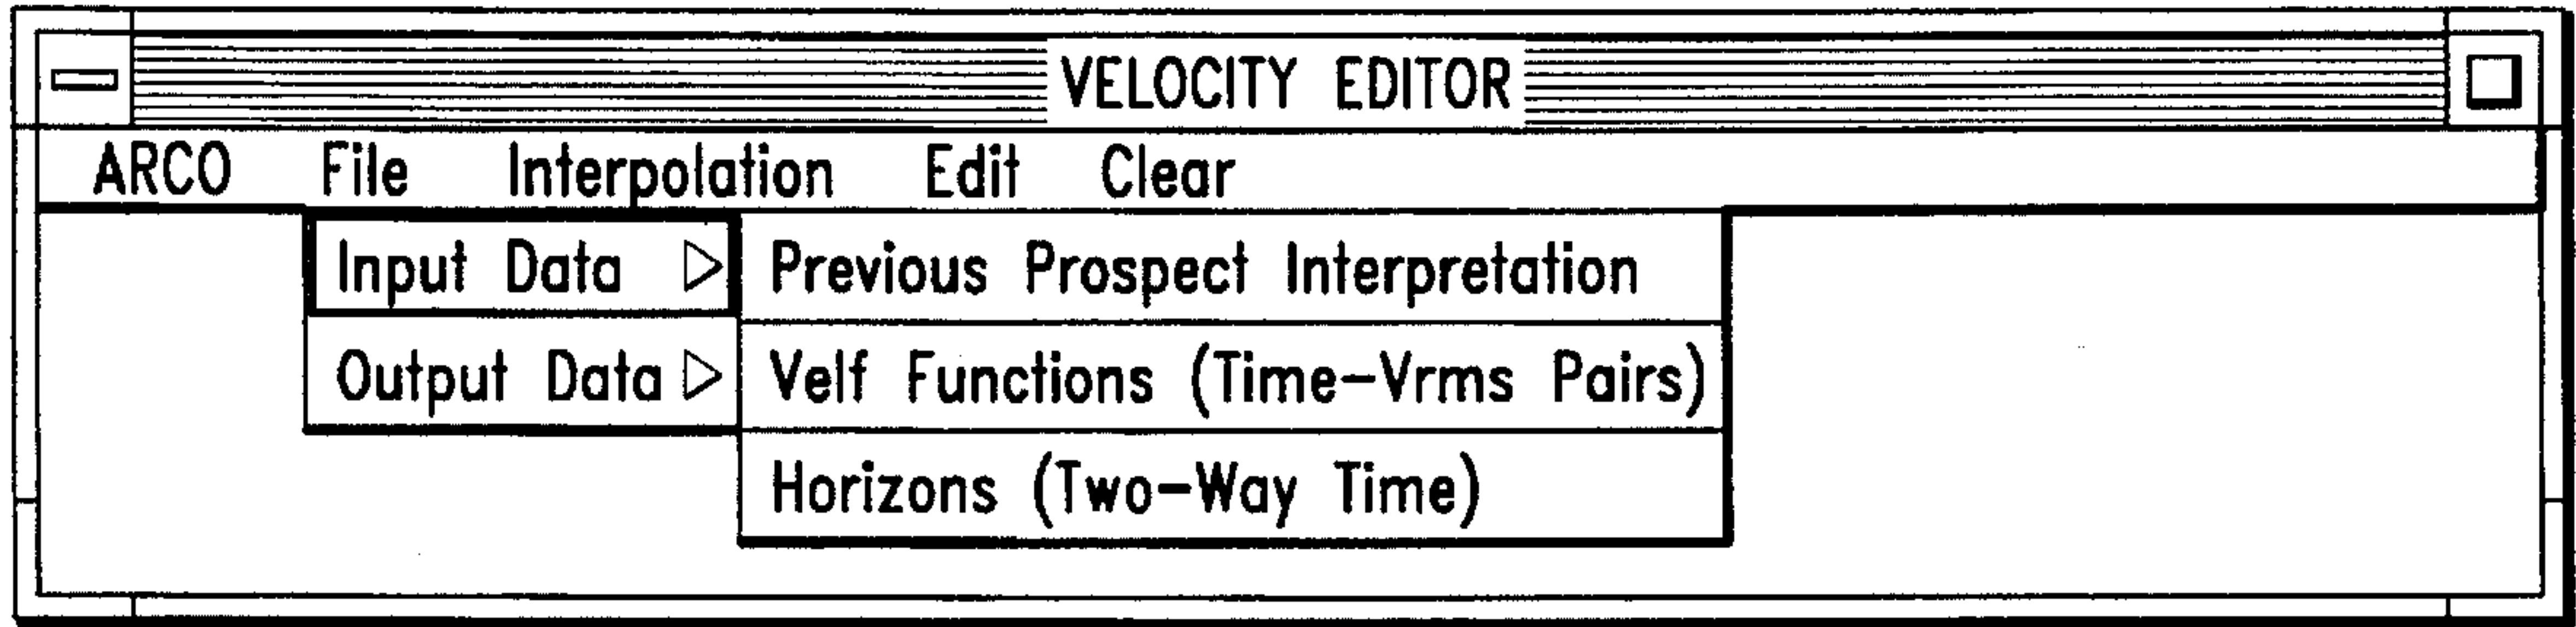 VELOCITY EDITOR
ARCO File Interpolation Edit Clear
Input Data Previous Prospect Interpretation
Output Data Velf Functions (Time-Vrms Pairs)
Horizons (Two-Way Time)